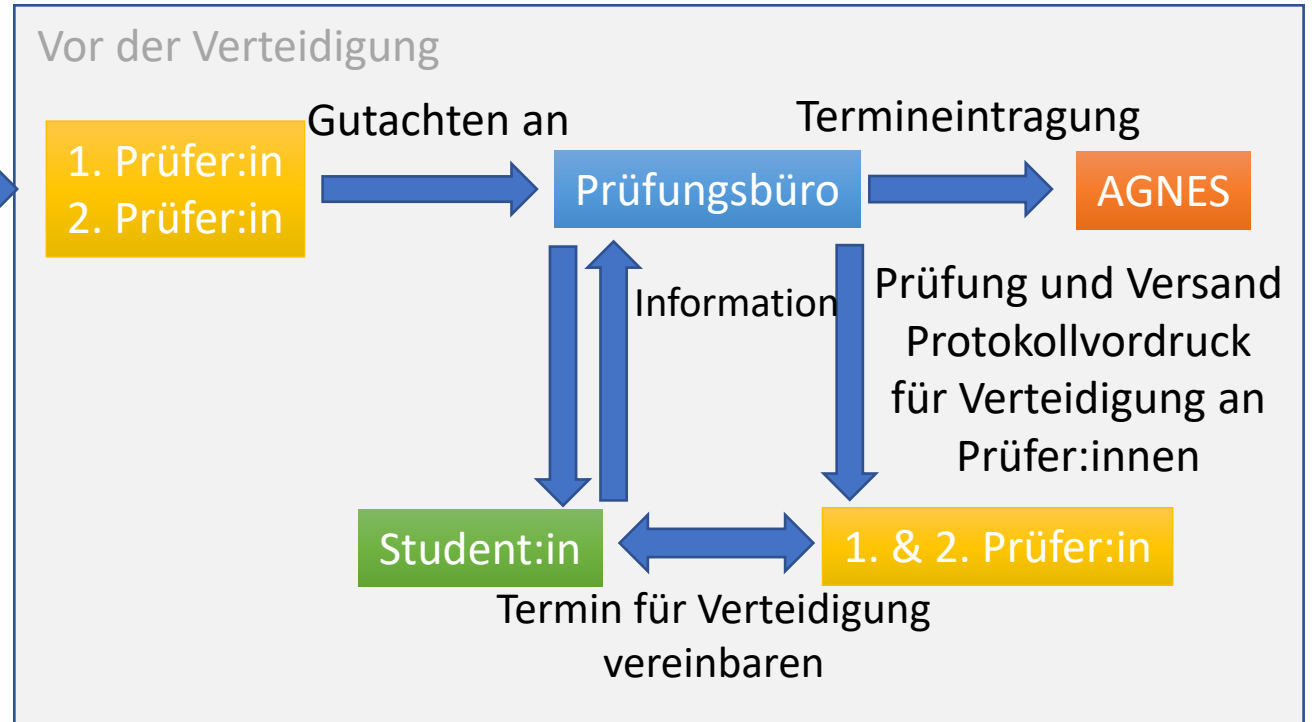 Vor der Verteidigung
Gutachten an
Termineintragung
1. Prüfer:in
2. Prüfer:in
Prüfungsbüro
AGNES
Information
Prüfung und Versand
Protokollvordruck
für Verteidigung an
Prüfer:innen
Student:in
1. & 2. Prüfer:in
Termin für Verteidigung
vereinbaren